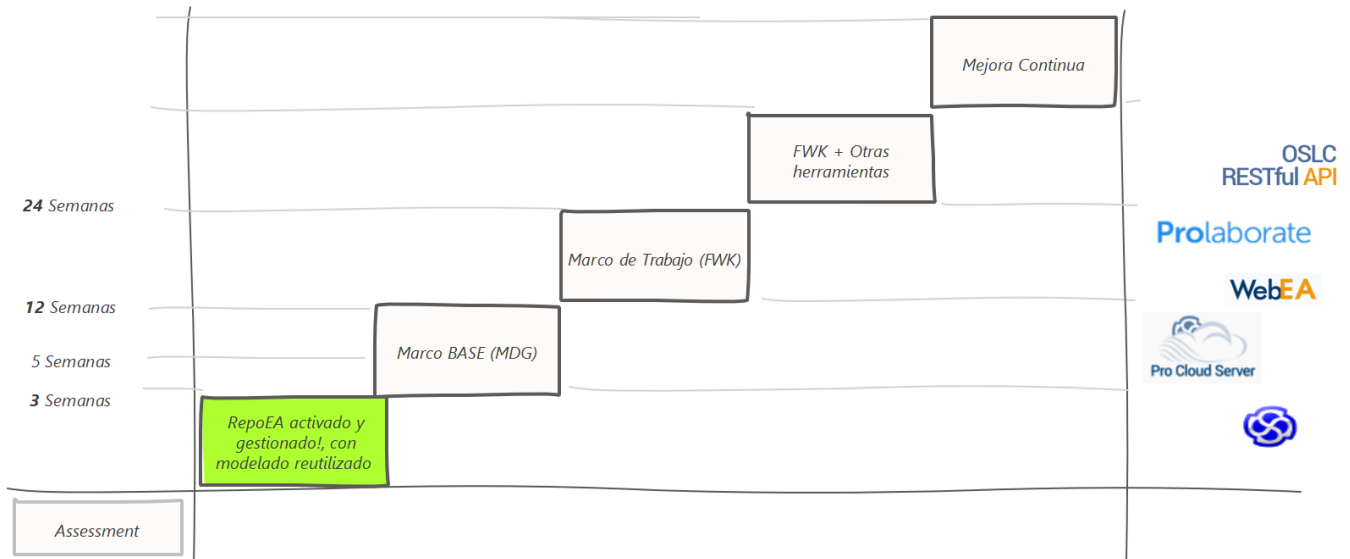 Mejora Continua
FWK + Otras
herramientas
OSLC
RESTful API
24 Semanas
Prolaborate
Marco de Trabajo (FWK)
WebEA
12 Semanas
Marco BASE (MDG)
5 Semanas
Pro Cloud Server
3 Semanas
RepoEA activado y
gestionado!, con
modelado reutilizado
Assessment